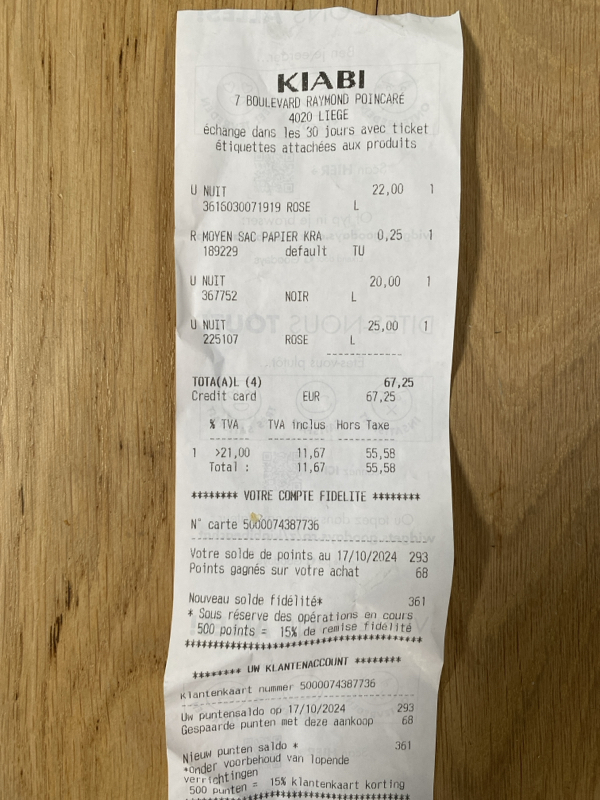 KIABI
7 BOULEVARD RAYMOND POINCARÉ
4020 LIEGE
échange dans les 30 jours avec ticket
étiquettes attachées aux produits
U NUIT 22,00 1
3616030071919 ROSE L
R MOYEN SAC PAPIER KRA 0,25 1
189229 default TU
U NUIT 20,00 1
367752 NOIR L
U NUIT 25,00 1
225107 ROSE L
--------------
TOTA(A)L (4) 67,25
Credit card EUR 67,25
% TVA TVA inclus Hors Taxe
1 >21,00 11,67 55,58
Total : 11,67 55,58
******** VOTRE COMPTE FIDELITE ********
N° carte 5000074387736
Votre solde de points au 17/10/2024 293
Points gagnés sur votre achat 68
Nouveau solde fidélité* 361
* Sous réserve des opérations en cours
500 points = 15% de remise fidélité
******** UW KLANTENACCOUNT ********
Klantenkaart nummer 5000074387736
Uw puntensaldo op 17/10/2024 293
Gespaarde punten met deze aankoop 68
Nieuw punten saldo * 361
*onder voorbehoud van lopende
verrichtingen
500 punten = 15% klantenkaart korting